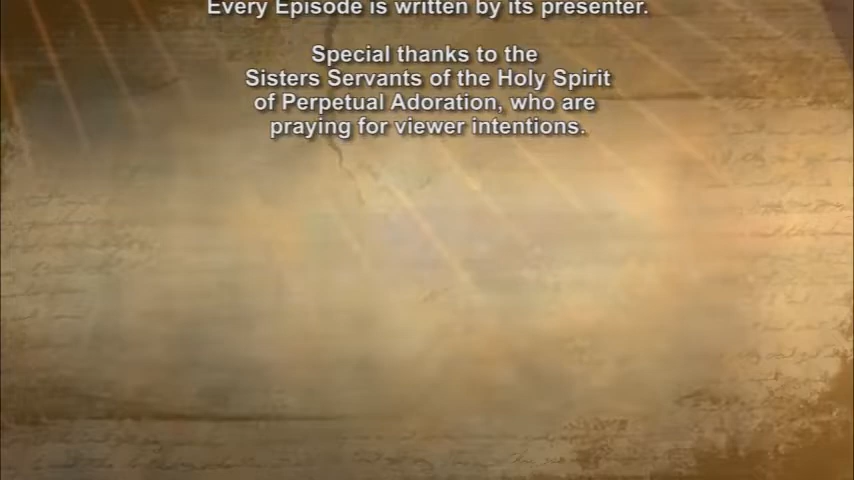 Every Episode is written by its presenter.
Special thanks to the
Sisters Servants of the Holy Spirit
of Perpetual Adoration, who are
praying for viewer intentions.